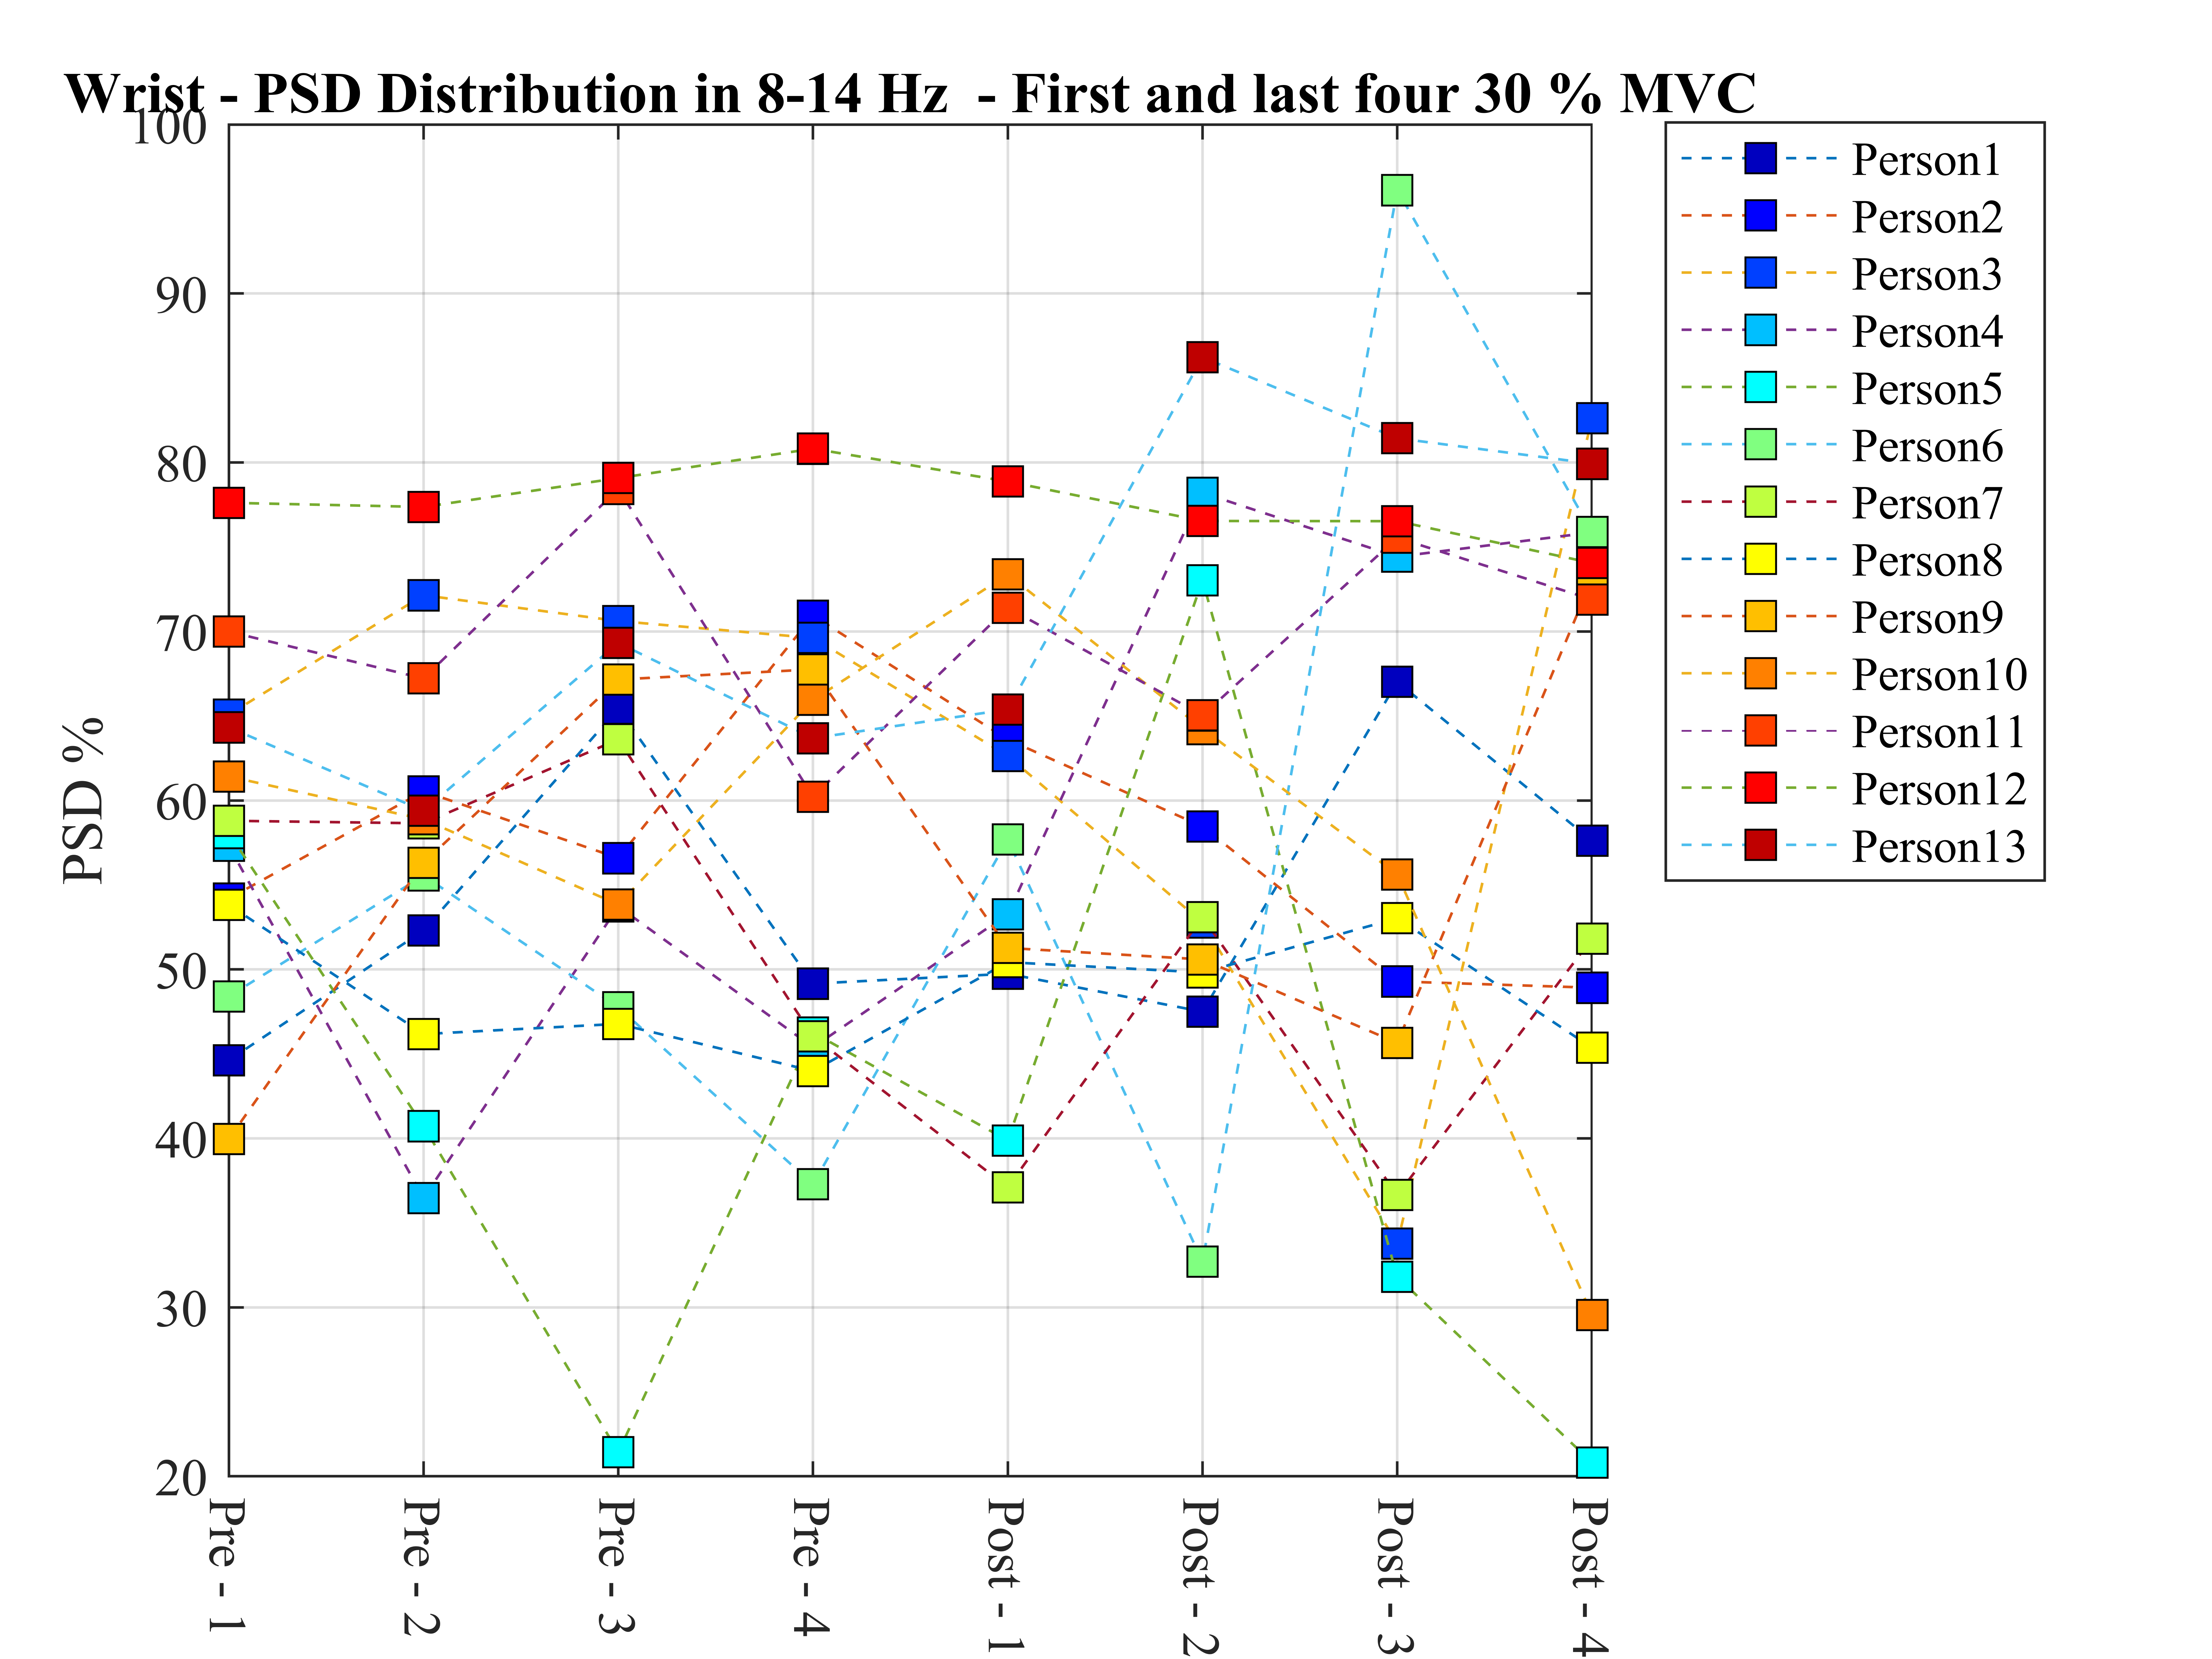 Wrist - PSD Distribution in 8-14 Hz - First and last four 30 % MVC
100
90
80
70
60
50
40
30
20
PSD %
Pre - 1
Pre - 2
Pre - 3
Pre - 4
Post - 1
Post - 2
Post - 3
Post - 4
Person1
Person2
Person3
Person4
Person5
Person6
Person7
Person8
Person9
Person10
Person11
Person12
Person13